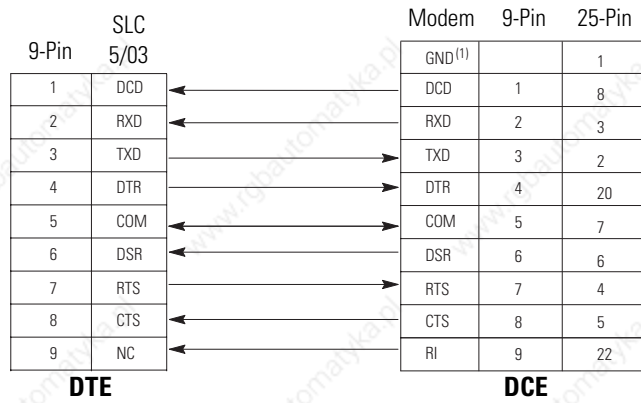 SLC
9-Pin 5/03
1 DCD
2 RXD
3 TXD
4 DTR
5 COM
6 DSR
7 RTS
8 CTS
9 NC
DTE
Modem 9-Pin 25-Pin
GND(1) 1
DCD 1 8
RXD 2 3
TXD 3 2
DTR 4 20
COM 5 7
DSR 6 6
RTS 7 4
CTS 8 5
RI 9 22
DCE
www.rgbautomatyka.pl